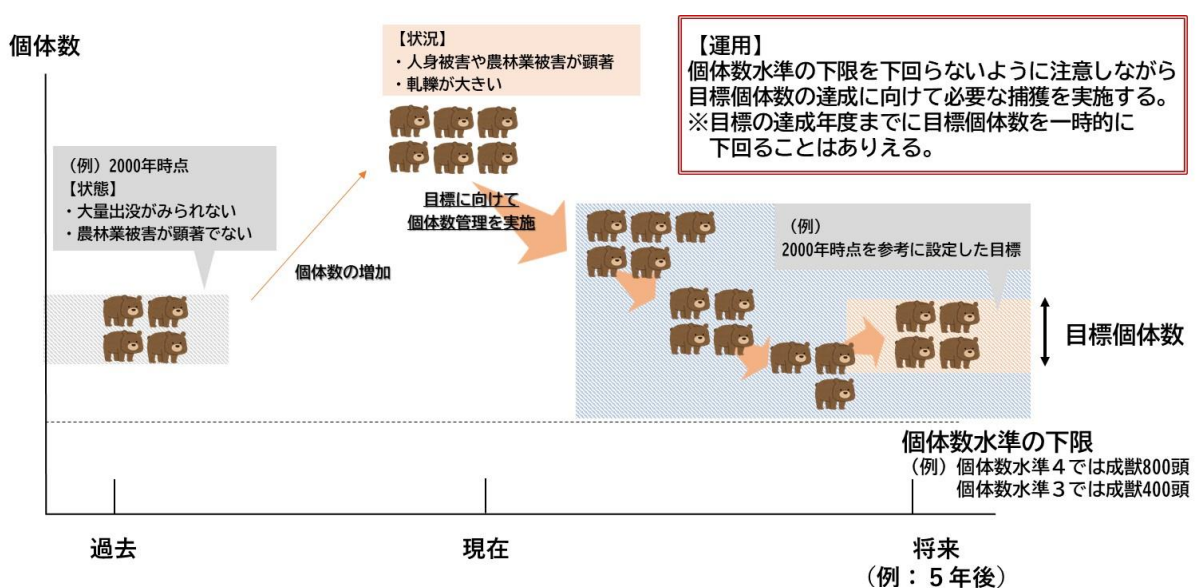 個体数
【状況】
・人身被害や農林業被害が顕著
・軋轢が大きい
【運用】
個体数水準の下限を下回らないように注意しながら
目標個体数の達成に向けて必要な捕獲を実施する。
※目標の達成年度までに目標個体数を一時的に
下回ることはありえる。
（例）2000年時点
【状態】
・大量出没がみられない
・農林業被害が顕著でない
目標に向けて
個体数管理を実施
個体数の増加
（例）
2000年時点を参考に設定した目標
目標個体数
個体数水準の下限
（例）個体数水準４では成獣800頭
個体数水準３では成獣400頭
過去
現在
将来
（例：５年後）